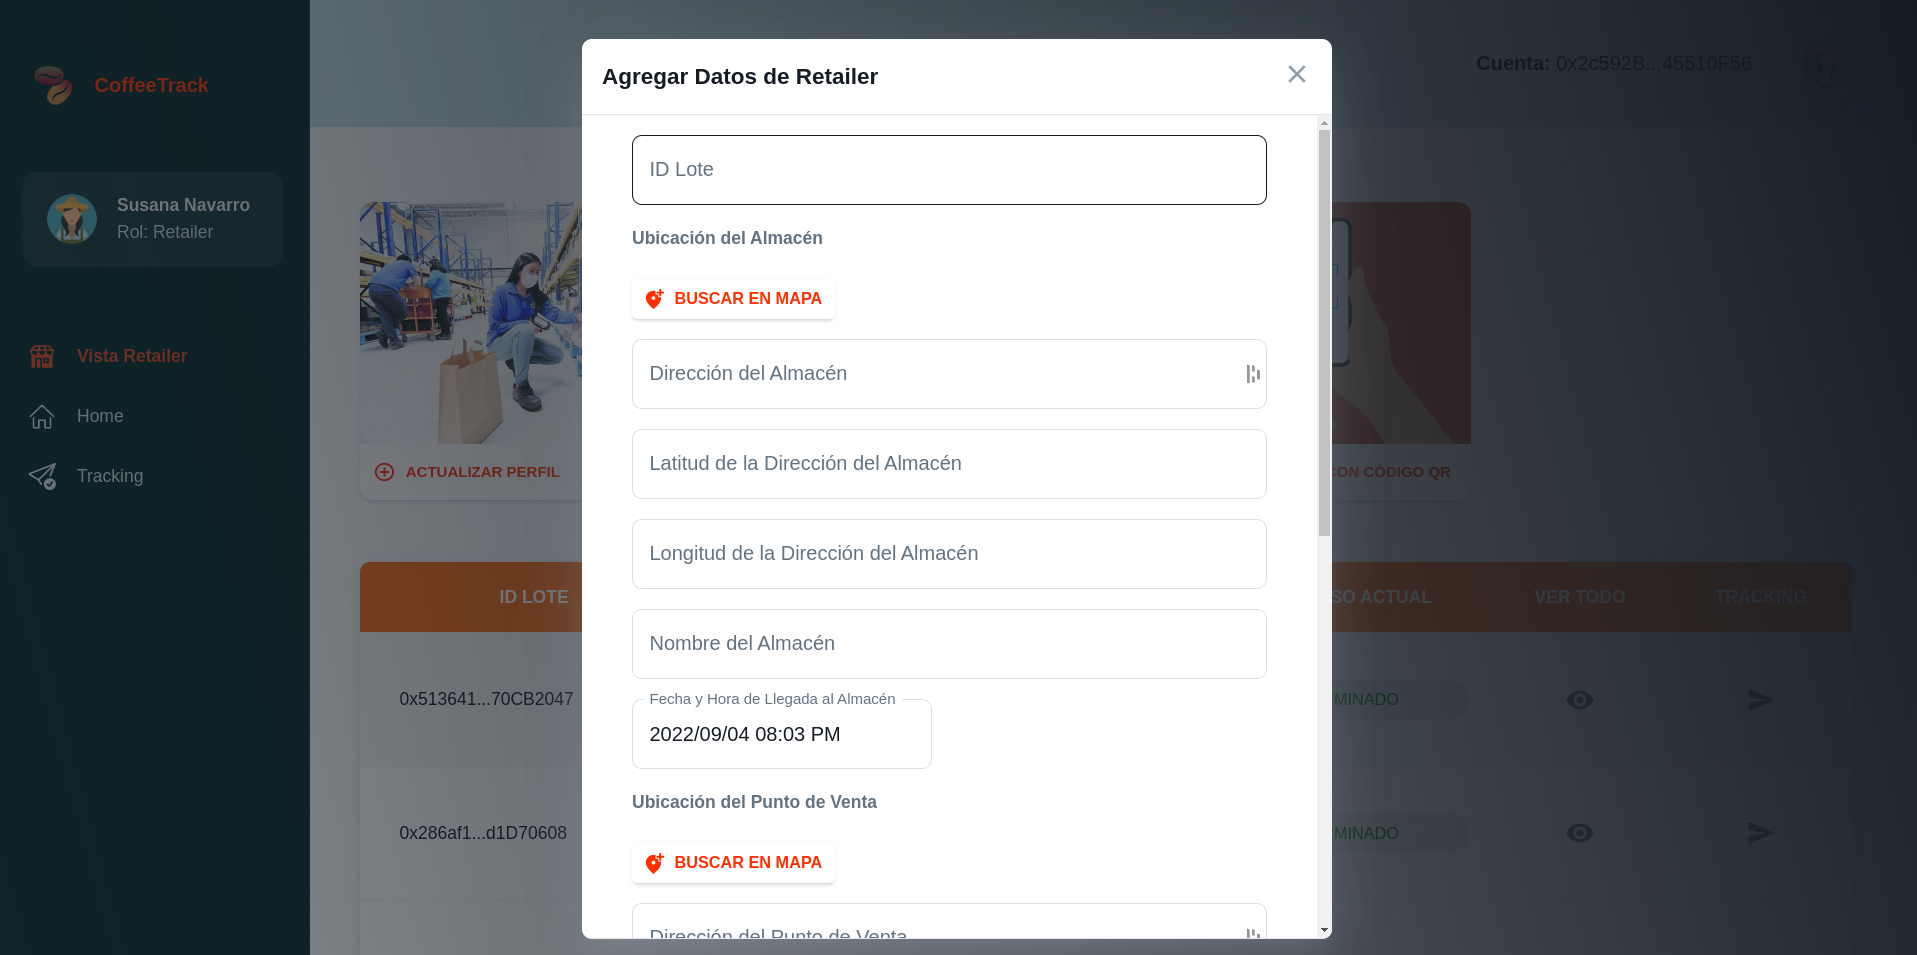 CoffeeTrack
Susana Navarro
Rol: Retailer
Vista Retailer
Home
Tracking
Cuenta: 0x2c592B...45510F56
ACTUALIZAR PERFIL
CON CÓDIGO QR
ID LOTE
SO ACTUAL
VER TODO
TRACKING
0x513641...70CB2047
MINADO
0x286af1...d1D70608
MINADO
Agregar Datos de Retailer
ID Lote
Ubicación del Almacén
BUSCAR EN MAPA
Dirección del Almacén
Latitud de la Dirección del Almacén
Longitud de la Dirección del Almacén
Nombre del Almacén
Fecha y Hora de Llegada al Almacén
2022/09/04 08:03 PM
Ubicación del Punto de Venta
BUSCAR EN MAPA
Dirección del Punto de Venta